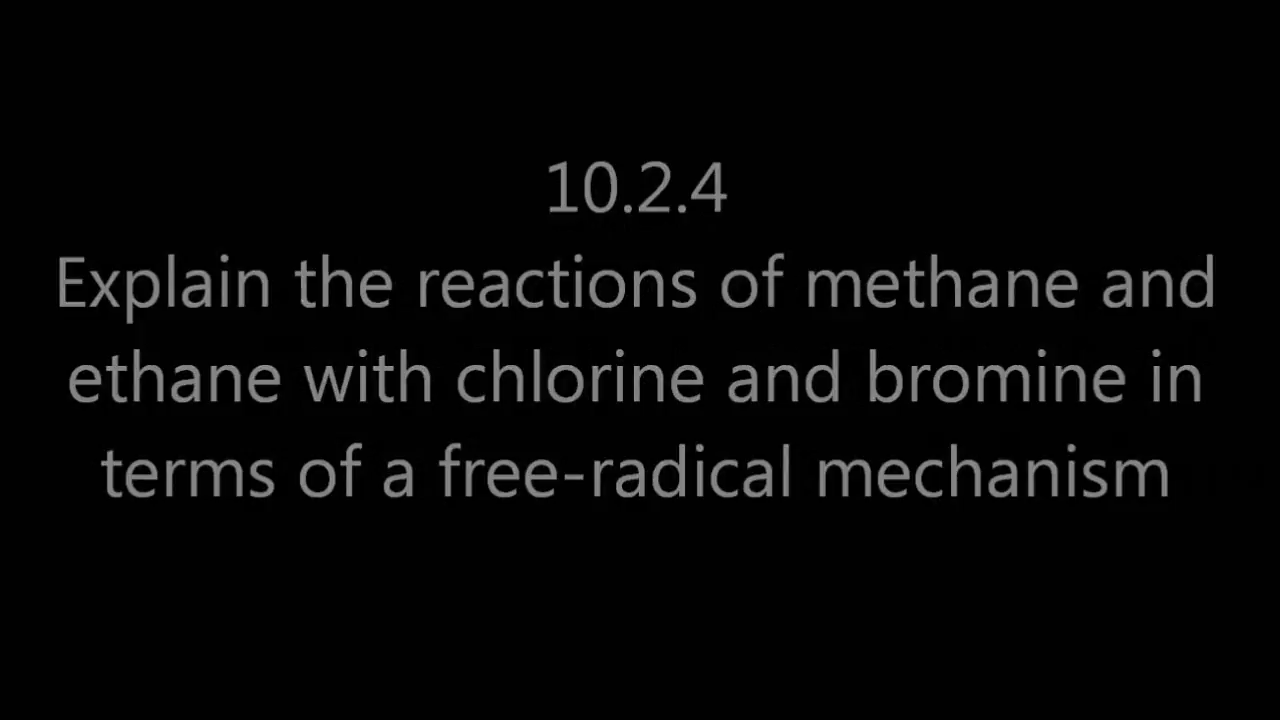 10.2.4
Explain the reactions of methane and
ethane with chlorine and bromine in
terms of a free-radical mechanism